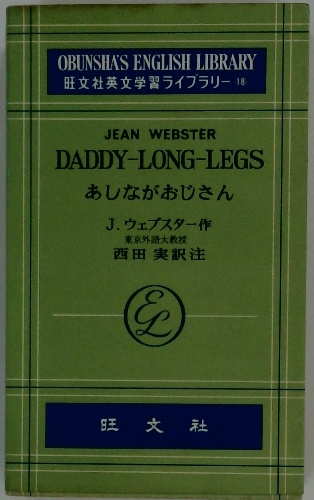 OBUNSHA'S ENGLISH LIBRARY
旺文社英文学習ライブラリー 18
JEAN WEBSTER
DADDY-LONG-LEGS
あしながおじさん
J. ウェブスター作
東京外語大教授
西田 実訳注
EL
旺文社